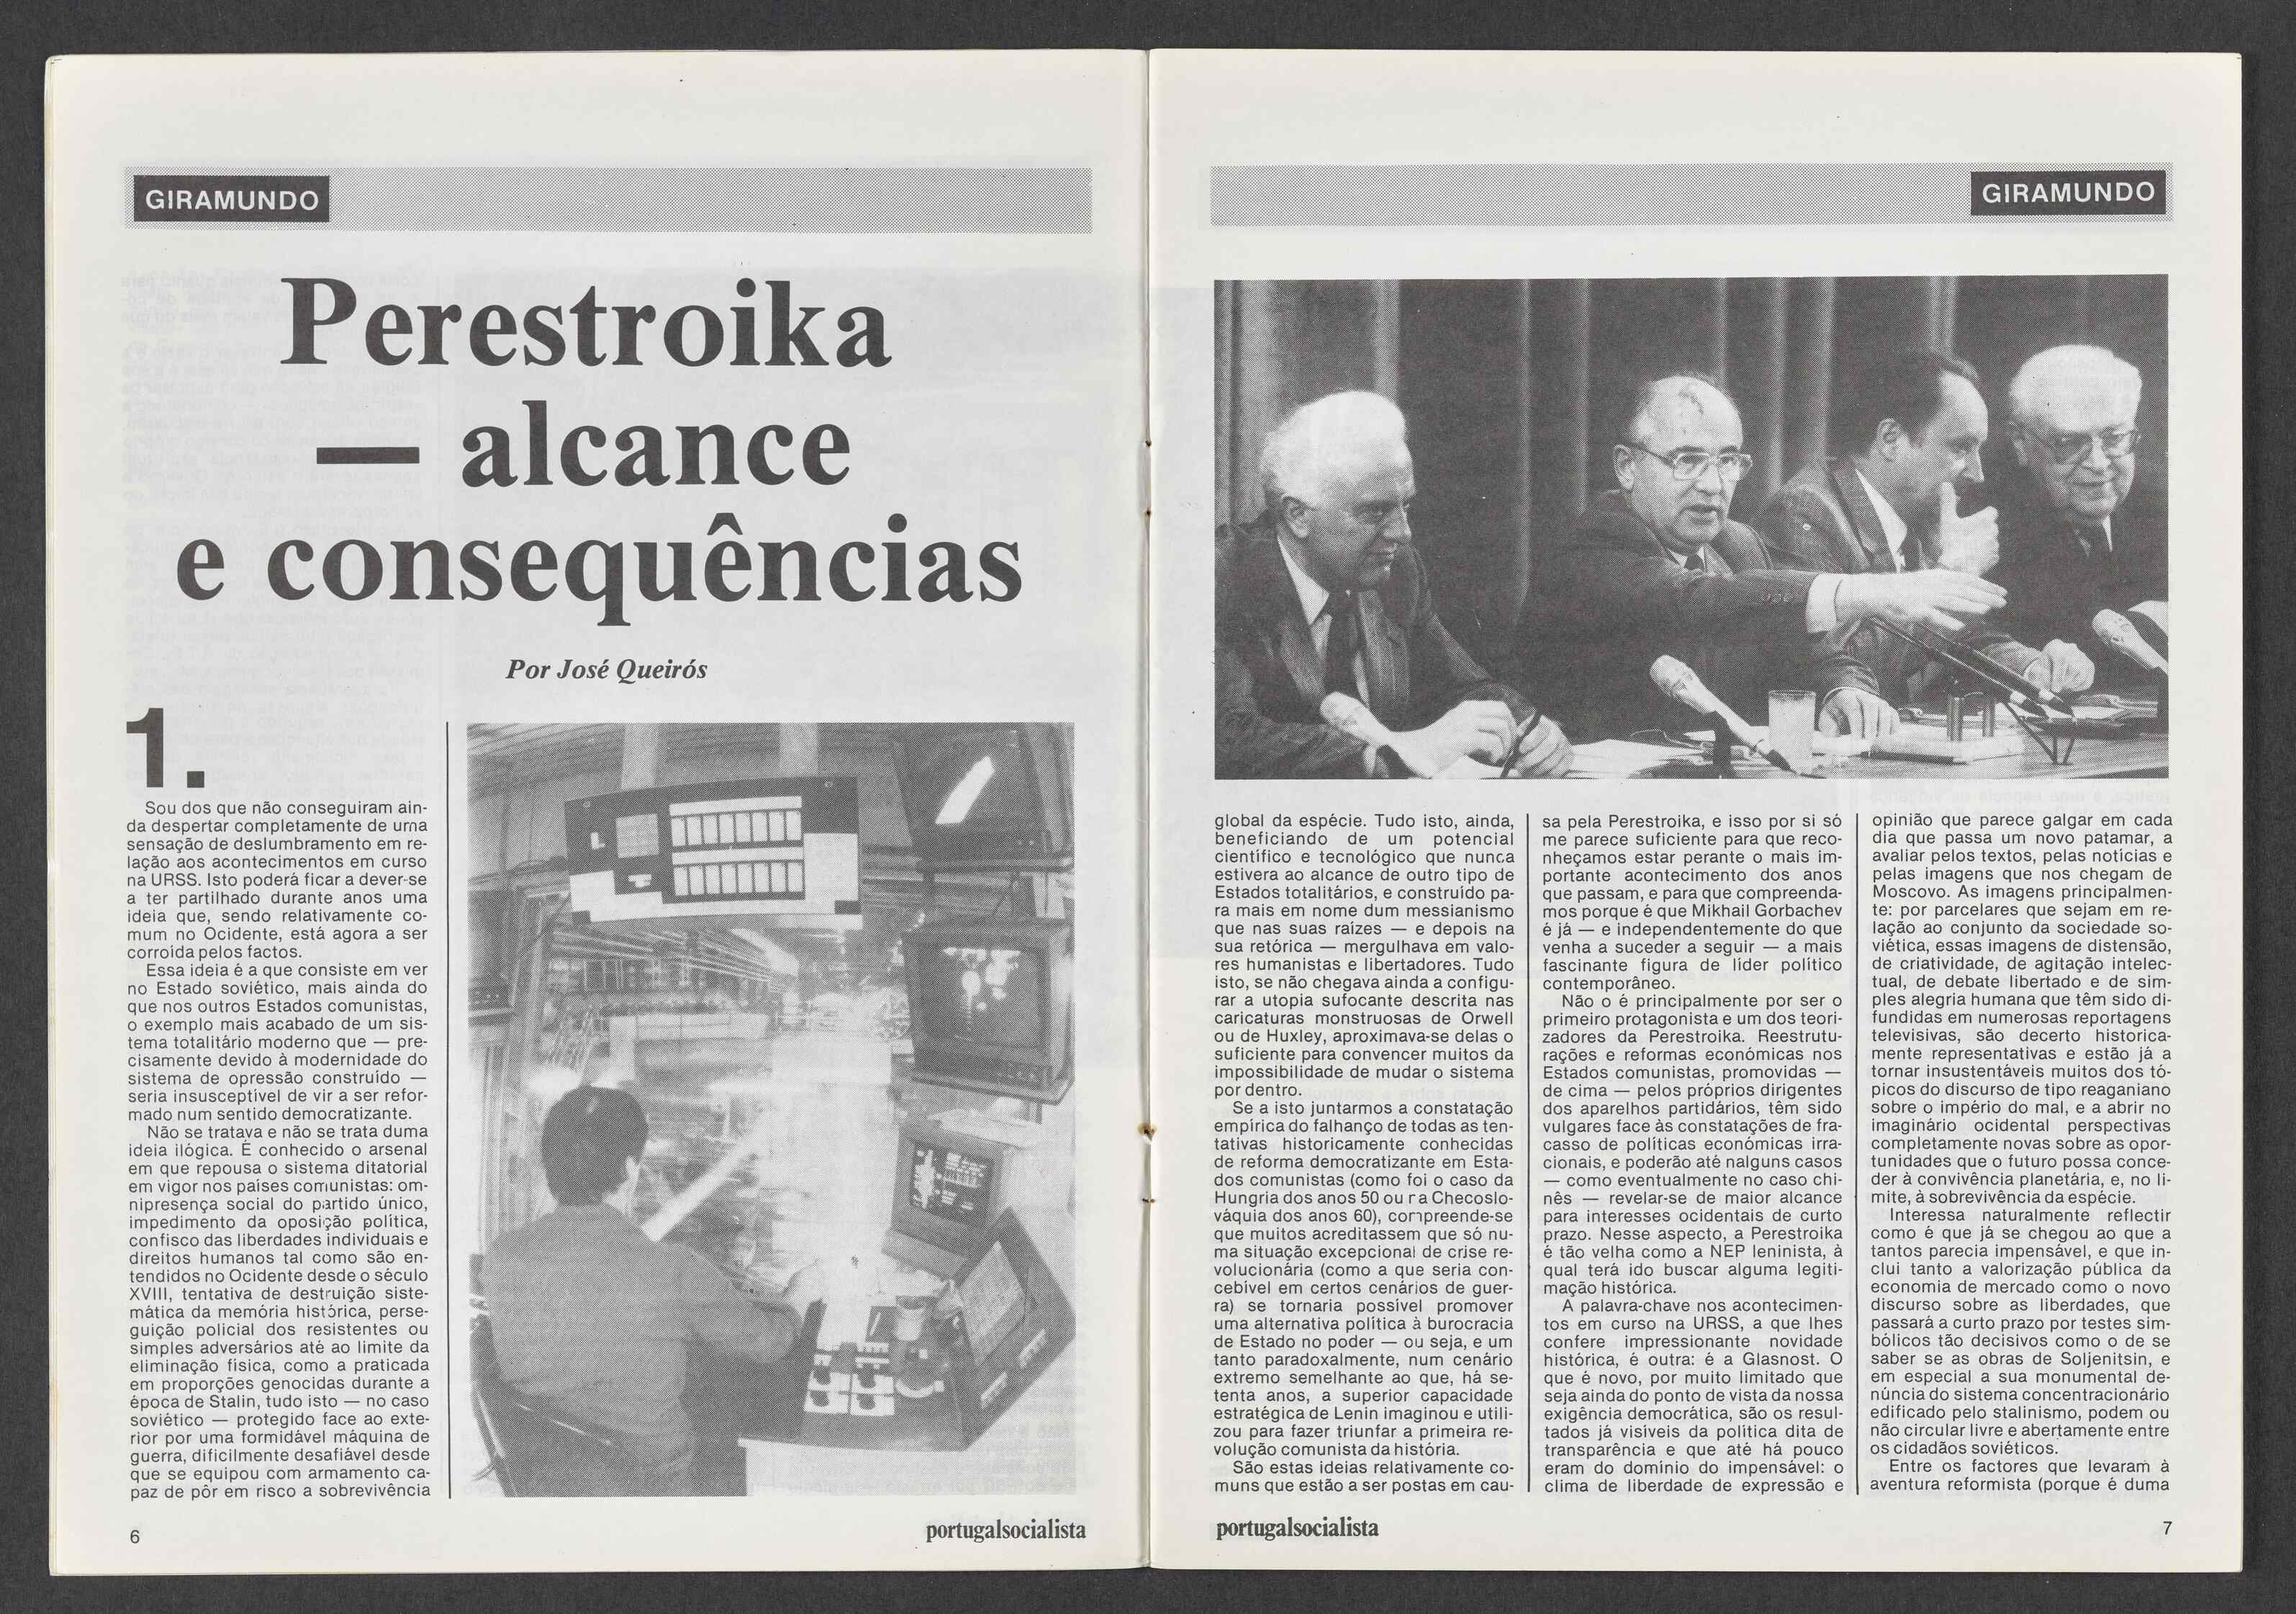 GIRAMUNDO
Perestroika
— alcance
e consequências
Por José Queirós
1.
Sou dos que não conseguiram ain-
da despertar completamente de uma
sensação de deslumbramento em re-
lação aos acontecimentos em curso
na URSS. Isto poderá ficar a dever-se
a ter partilhado durante anos uma
ideia que, sendo relativamente co-
mum no Ocidente, está agora a ser
corroída pelos factos.
Essa ideia é a que consiste em ver
no Estado soviético, mais ainda do
que nos outros Estados comunistas,
o exemplo mais acabado de um sis-
tema totalitário moderno que — pre-
cisamente devido à modernidade do
sistema de opressão construído —
seria insusceptível de vir a ser refor-
mado num sentido democratizante.
Não se tratava e não se trata duma
ideia ilógica. É conhecido o arsenal
em que repousa o sistema ditatorial
em vigor nos países comunistas: om-
nipresença social do partido único,
impedimento da oposição política,
confisco das liberdades individuais e
direitos humanos tal como são en-
tendidos no Ocidente desde o século
XVIII, tentativa de destruição siste-
mática da memória histórica, perse-
guição policial dos resistentes ou
simples adversários até ao limite da
eliminação física, como a praticada
em proporções genocidas durante a
época de Stalin, tudo isto — no caso
soviético — protegido face ao exte-
rior por uma formidável máquina de
guerra, dificilmente desafiável desde
que se equipou com armamento ca-
paz de pôr em risco a sobrevivência
6
portugalsocialista
GIRAMUNDO
global da espécie. Tudo isto, ainda,
beneficiando de um potencial
científico e tecnológico que nunca
estivera ao alcance de outro tipo de
Estados totalitários, e construído pa-
ra mais em nome dum messianismo
que nas suas raízes — e depois na
sua retórica — mergulhava em valo-
res humanistas e libertadores. Tudo
isto, se não chegava ainda a configu-
rar a utopia sufocante descrita nas
caricaturas monstruosas de Orwell
ou de Huxley, aproximava-se delas o
suficiente para convencer muitos da
impossibilidade de mudar o sistema
por dentro.
Se a isto juntarmos a constatação
empírica do falhanço de todas as ten-
tativas historicamente conhecidas
de reforma democratizante em Esta-
dos comunistas (como foi o caso da
Hungria dos anos 50 ou na Checoslo-
váquia dos anos 60), compreende-se
que muitos acreditassem que só nu-
ma situação excepcional de crise re-
volucionária (como a que seria con-
cebível em certos cenários de guer-
ra) se tornaria possível promover
uma alternativa política à burocracia
de Estado no poder — ou seja, e um
tanto paradoxalmente, num cenário
extremo semelhante ao que, há se-
tenta anos, a superior capacidade
estratégica de Lenin imaginou e utili-
zou para fazer triunfar a primeira re-
volução comunista da história.
São estas ideias relativamente co-
muns que estão a ser postas em cau-
sa pela Perestroika, e isso por si só
me parece suficiente para que reco-
nheçamos estar perante o mais im-
portante acontecimento dos anos
que passam, e para que compreenda-
mos porque é que Mikhail Gorbachev
é já — e independentemente do que
venha a suceder a seguir — a mais
fascinante figura de líder político
contemporâneo.
Não o é principalmente por ser o
primeiro protagonista e um dos teori-
zadores da Perestroika. Reestrutu-
rações e reformas económicas nos
Estados comunistas, promovidas —
de cima — pelos próprios dirigentes
dos aparelhos partidários, têm sido
vulgares face às constatações de fra-
casso de políticas económicas irra-
cionais, e poderão até nalguns casos
— como eventualmente no caso chi-
nês — revelar-se de maior alcance
para interesses ocidentais de curto
prazo. Nesse aspecto, a Perestroika
é tão velha como a NEP leninista, à
qual terá ido buscar alguma legiti-
mação histórica.
A palavra-chave nos acontecimen-
tos em curso na URSS, a que lhes
confere impressionante novidade
histórica, é outra: é a Glasnost. O
que é novo, por muito limitado que
seja ainda do ponto de vista da nossa
exigência democrática, são os resul-
tados já visíveis da política dita de
transparência e que até há pouco
eram do domínio do impensável: o
clima de liberdade de expressão e
opinião que parece galgar em cada
dia que passa um novo patamar, a
avaliar pelos textos, pelas notícias e
pelas imagens que nos chegam de
Moscovo. As imagens principalmen-
te: por parcelares que sejam em re-
lação ao conjunto da sociedade so-
viética, essas imagens de distensão,
de criatividade, de agitação intelec-
tual, de debate libertado e de sim-
ples alegria humana que têm sido di-
fundidas em numerosas reportagens
televisivas, são decerto historica-
mente representativas e estão já a
tornar insustentáveis muitos dos tó-
picos do discurso de tipo reaganiano
sobre o império do mal, e a abrir no
imaginário ocidental perspectivas
completamente novas sobre as opor-
tunidades que o futuro possa conce-
der à convivência planetária, e, no li-
mite, à sobrevivência da espécie.
Interessa naturalmente reflectir
como é que já se chegou ao que a
tantos parecia impensável, e que in-
clui tanto a valorização pública da
economia de mercado como o novo
discurso sobre as liberdades, que
passará a curto prazo por testes sim-
bólicos tão decisivos como o de se
saber se as obras de Soljenitsin, e
em especial a sua monumental de-
núncia do sistema concentracionário
edificado pelo stalinismo, podem ou
não circular livre e abertamente entre
os cidadãos soviéticos.
Entre os factores que levaram à
aventura reformista (porque é duma
portugalsocialista
7